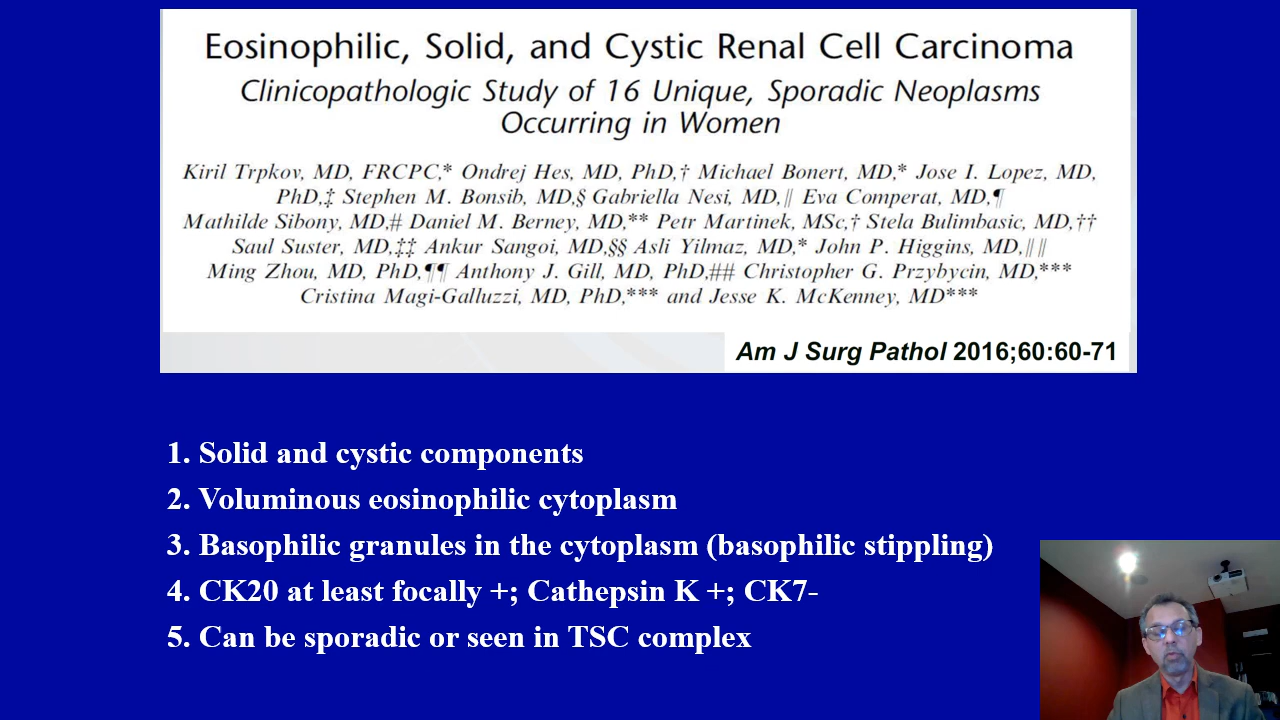 Eosinophilic, Solid, and Cystic Renal Cell Carcinoma
Clinicopathologic Study of 16 Unique, Sporadic Neoplasms
Occurring in Women
Kiril Trpkov, MD, FRCPC,* Ondrej Hes, MD, PhD,† Michael Bonert, MD,* Jose I. Lopez, MD,
PhD,‡ Stephen M. Bonsib, MD,§ Gabriella Nesi, MD,∥ Eva Comperat, MD,¶
Mathilde Sibony, MD,# Daniel M. Berney, MD,** Petr Martinek, MSc,† Stela Bulimbasic, MD,††
Saul Suster, MD,‡‡ Ankur Sangoi, MD,§§ Asli Yilmaz, MD,* John P. Higgins, MD,∥∥
Ming Zhou, MD, PhD,¶¶ Anthony J. Gill, MD, PhD,## Christopher G. Przybycin, MD,***
Cristina Magi-Galluzzi, MD, PhD,*** and Jesse K. McKenney, MD***
Am J Surg Pathol 2016;60:60-71
1. Solid and cystic components
2. Voluminous eosinophilic cytoplasm
3. Basophilic granules in the cytoplasm (basophilic stippling)
4. CK20 at least focally +; Cathepsin K +; CK7-
5. Can be sporadic or seen in TSC complex